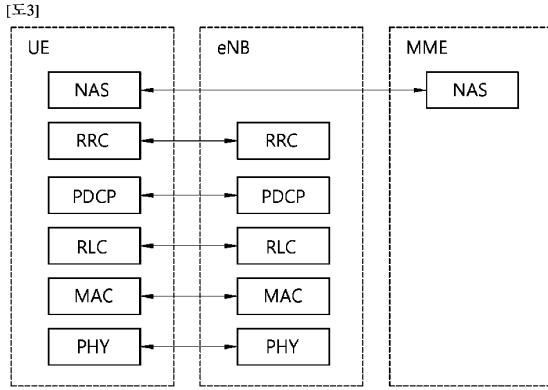 [도3]
UE eNB MME
NAS NAS
RRC RRC
PDCP PDCP
RLC RLC
MAC MAC
PHY PHY